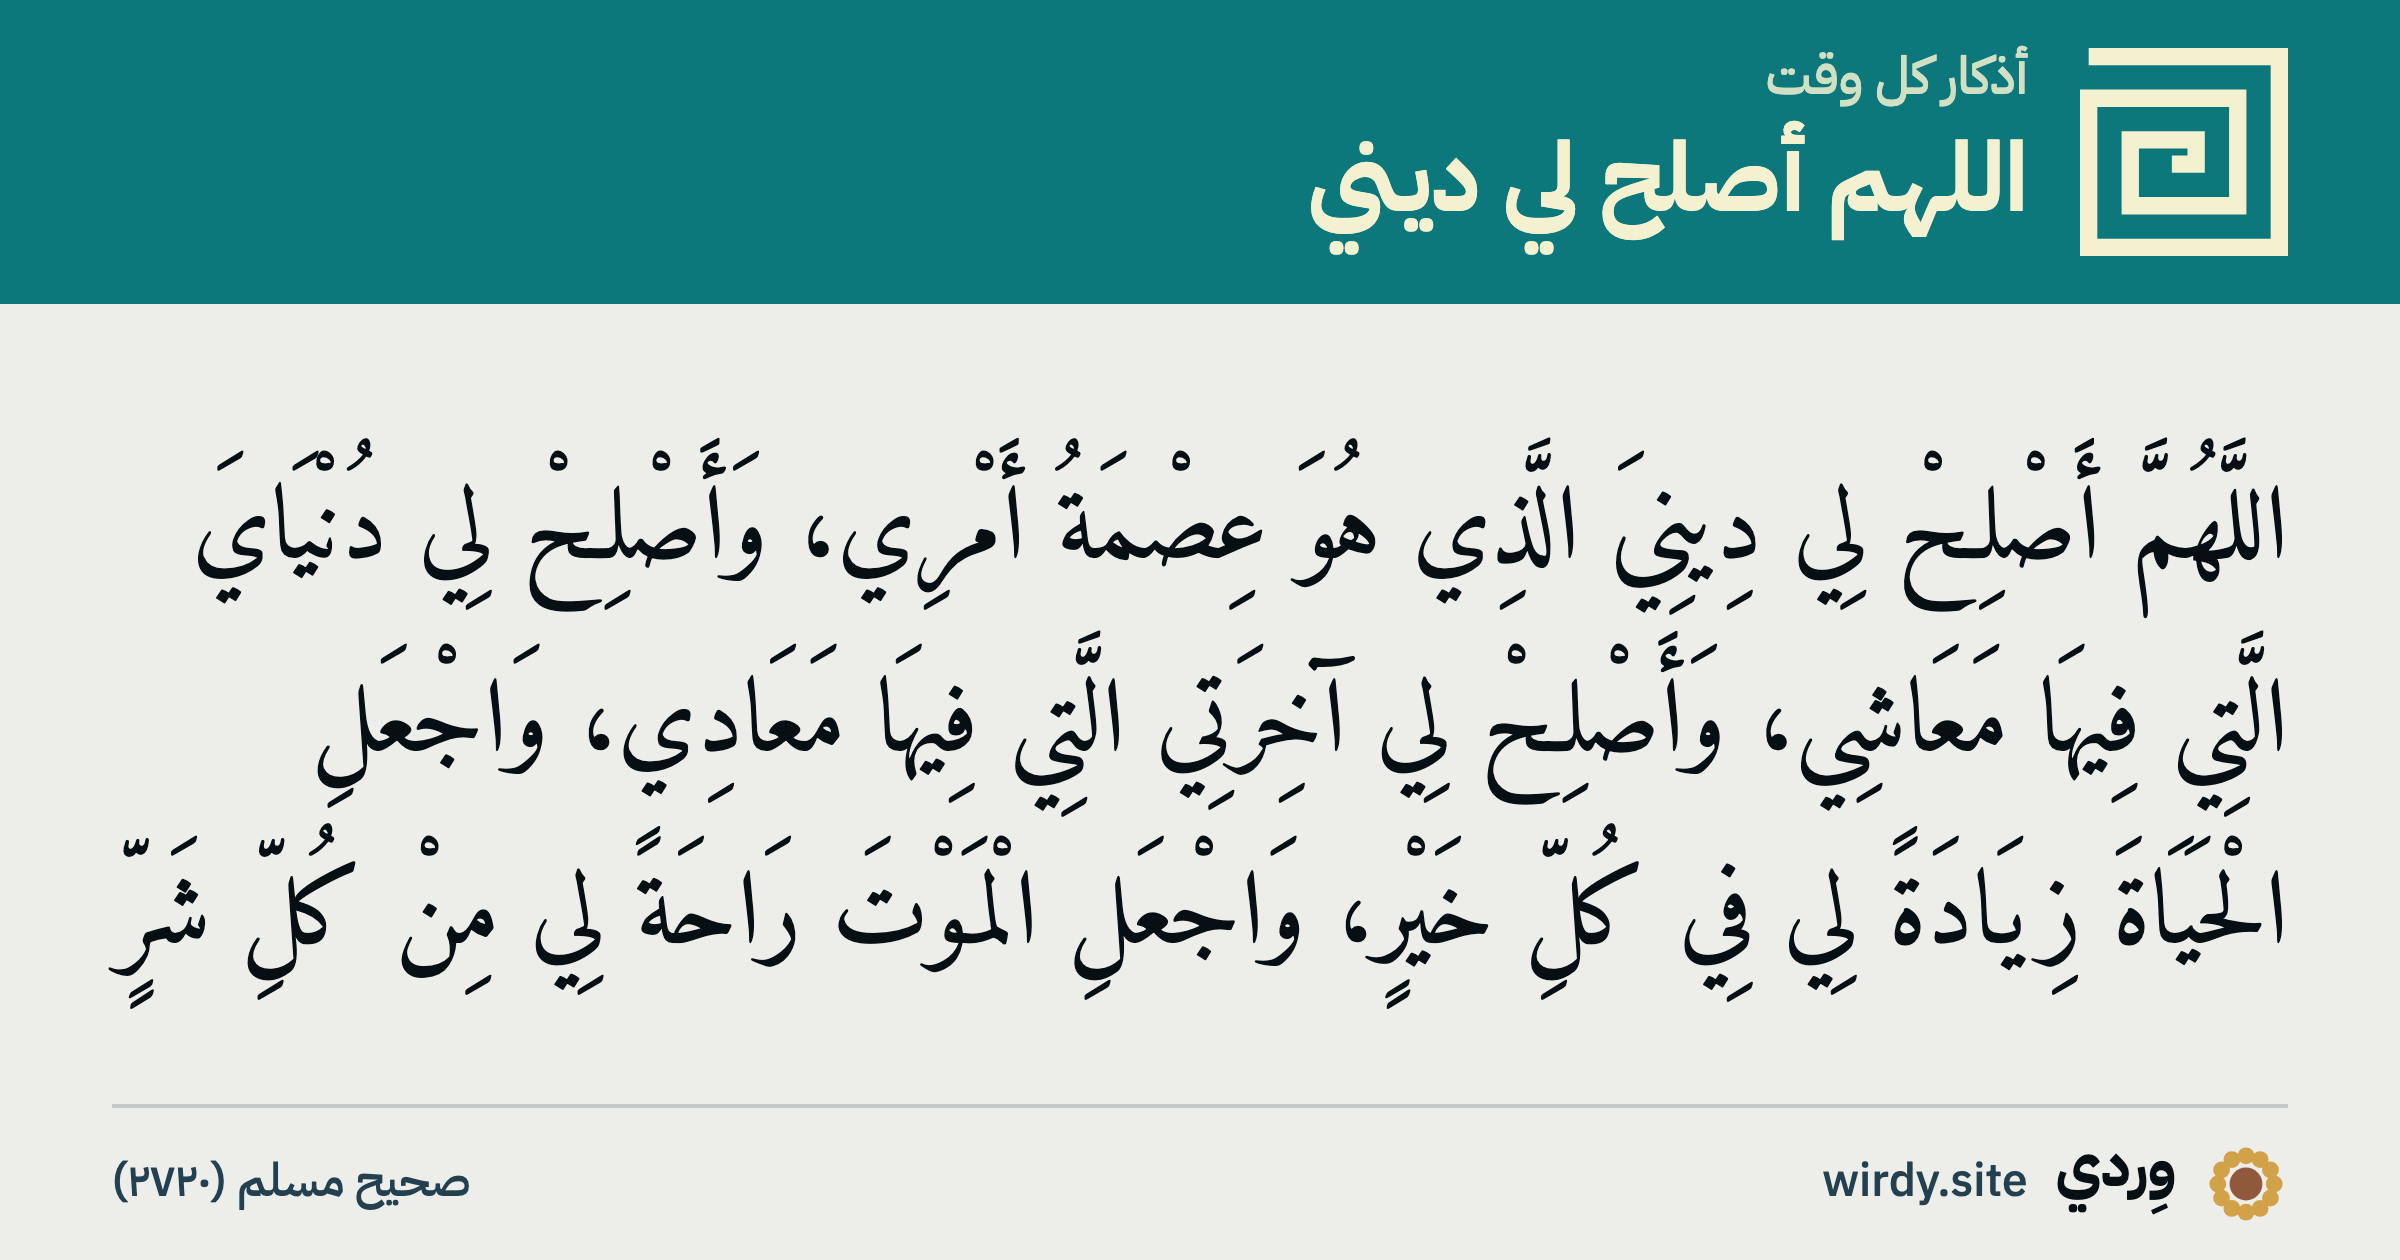 أذكار كل وقت
اللهم أصلح لي ديني
اللَّهُمَّ أَصْلِحْ لِي دِينِيَ الَّذِي هُوَ عِصْمَةُ أَمْرِي، وَأَصْلِحْ لِي دُنْيَايَ
الَّتِي فِيهَا مَعَاشِي، وَأَصْلِحْ لِي آخِرَتِي الَّتِي فِيهَا مَعَادِي، وَاجْعَلِ
الْحَيَاةَ زِيَادَةً لِي فِي كُلِّ خَيْرٍ، وَاجْعَلِ الْمَوْتَ رَاحَةً لِي مِنْ كُلِّ شَرٍّ
وِردي wirdy.site
صحيح مسلم (٢٧٢٠)